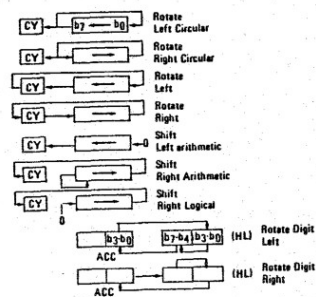 CY b7 b0 Rotate
Left Circular
CY Rotate
Right Circular
CY Rotate
Left
CY Rotate
Right
CY 0 Shift
Left arithmetic
CY Shift
Right Arithmetic
CY Shift
Right Logical
0
b3-b0 b7-b4 b3-b0 (HL) Rotate Digit
Left
ACC
(HL) Rotate Digit
Right
ACC